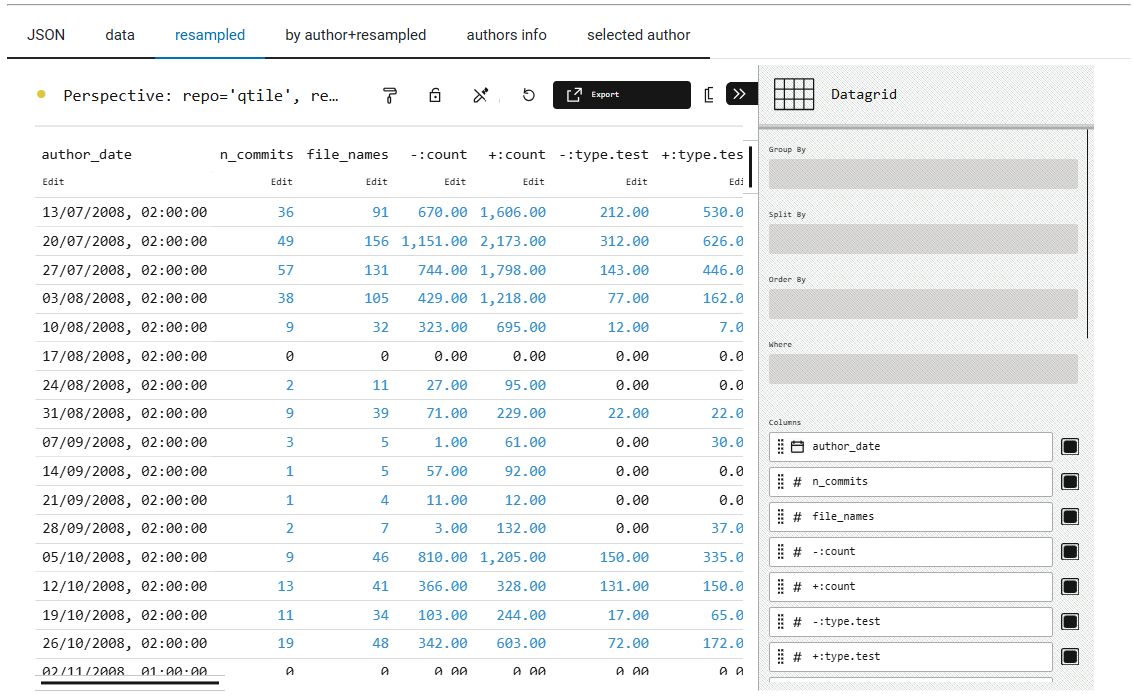 JSON data resampled by author+resampled authors info selected author
Perspective: repo='qtile', re… Export
Datagrid
author_date n_commits file_names -:count +:count -:type.test +:type.tes
Edit Edit Edit Edit Edit Edit Edi
13/07/2008, 02:00:00 36 91 670.00 1,606.00 212.00 530.0
20/07/2008, 02:00:00 49 156 1,151.00 2,173.00 312.00 626.0
27/07/2008, 02:00:00 57 131 744.00 1,798.00 143.00 446.0
03/08/2008, 02:00:00 38 105 429.00 1,218.00 77.00 162.0
10/08/2008, 02:00:00 9 32 323.00 695.00 12.00 7.0
17/08/2008, 02:00:00 0 0 0.00 0.00 0.00 0.0
24/08/2008, 02:00:00 2 11 27.00 95.00 0.00 0.0
31/08/2008, 02:00:00 9 39 71.00 229.00 22.00 22.0
07/09/2008, 02:00:00 3 5 1.00 61.00 0.00 30.0
14/09/2008, 02:00:00 1 5 57.00 92.00 0.00 0.0
21/09/2008, 02:00:00 1 4 11.00 12.00 0.00 0.0
28/09/2008, 02:00:00 2 7 3.00 132.00 0.00 37.0
05/10/2008, 02:00:00 9 46 810.00 1,205.00 150.00 335.0
12/10/2008, 02:00:00 13 41 366.00 328.00 131.00 150.0
19/10/2008, 02:00:00 11 34 103.00 244.00 17.00 65.0
26/10/2008, 02:00:00 19 48 342.00 603.00 72.00 172.0
02/11/2008, 01:00:00 0 0 0.00 0.00 0.00 0.0
Group By
Split By
Order By
Where
Columns
author_date
# n_commits
# file_names
# -:count
# +:count
# -:type.test
# +:type.test